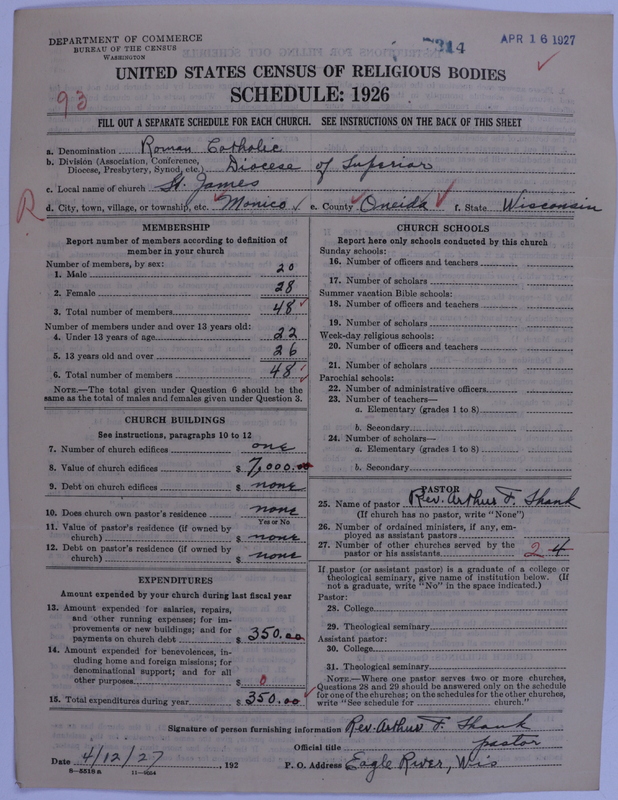 DEPARTMENT OF COMMERCE
BUREAU OF THE CENSUS
WASHINGTON
314
APR 16 1927
UNITED STATES CENSUS OF RELIGIOUS BODIES
SCHEDULE: 1926
93
FILL OUT A SEPARATE SCHEDULE FOR EACH CHURCH. SEE INSTRUCTIONS ON THE BACK OF THIS SHEET
a. Denomination Roman Catholic
b. Division (Association, Conference, Diocese, Presbytery, Synod, etc.) Diocese of Superior
c. Local name of church St. James
R d. City, town, village, or township, etc. Monico e. County Oneida f. State Wisconsin
MEMBERSHIP
Report number of members according to definition of
member in your church
Number of members, by sex:
1. Male 20
2. Female 28
3. Total number of members 48
Number of members under and over 13 years old:
4. Under 13 years of age 22
5. 13 years old and over 26
6. Total number of members 48
NOTE.—The total given under Question 6 should be
same as the total of males and females given under Question 3.
CHURCH BUILDINGS
See instructions, paragraphs 10 to 12
7. Number of church edifices one
8. Value of church edifices $ 7,000.00
9. Debt on church edifices $ none
10. Does church own pastor's residence none
Yes or No
11. Value of pastor's residence (if owned by
church) $ none
12. Debt on pastor's residence (if owned by
church) $ none
EXPENDITURES
Amount expended by your church during last fiscal year
13. Amount expended for salaries, repairs,
and other running expenses; for im-
provements or new buildings; and for
payments on church debt $ 350.00
14. Amount expended for benevolences, in-
cluding home and foreign missions; for
denominational support; and for all
other purposes $ 0
15. Total expenditures during year $ 350.00
CHURCH SCHOOLS
Report here only schools conducted by this church
Sunday schools:
16. Number of officers and teachers
17. Number of scholars
Summer vacation Bible schools:
18. Number of officers and teachers
19. Number of scholars
Week-day religious schools:
20. Number of officers and teachers
21. Number of scholars
Parochial schools:
22. Number of administrative officers
23. Number of teachers—
a. Elementary (grades 1 to 8)
b. Secondary
24. Number of scholars—
a. Elementary (grades 1 to 8)
b. Secondary
PASTOR
25. Name of pastor Rev. Arthur F. Shank
(If church has no pastor, write "None")
26. Number of ordained ministers, if any, em-
ployed as assistant pastors
27. Number of other churches served by the
pastor or his assistants 2 4
If pastor (or assistant pastor) is a graduate of a college or
theological seminary, give name of institution below. (If
not a graduate, write "No" in the space indicated.)
Pastor:
28. College
29. Theological seminary
Assistant pastor:
30. College
31. Theological seminary
NOTE.—Where one pastor serves two or more churches,
Questions 28 and 29 should be answered only on the schedule
for one of the churches; on the schedules for the other churches,
write "See schedule for church."
Signature of person furnishing information Rev. Arthur F. Shank
Official title pastor
Date 4/12/27, 192 P. O. Address Eagle River, Wis
8—5518 a 11—9554